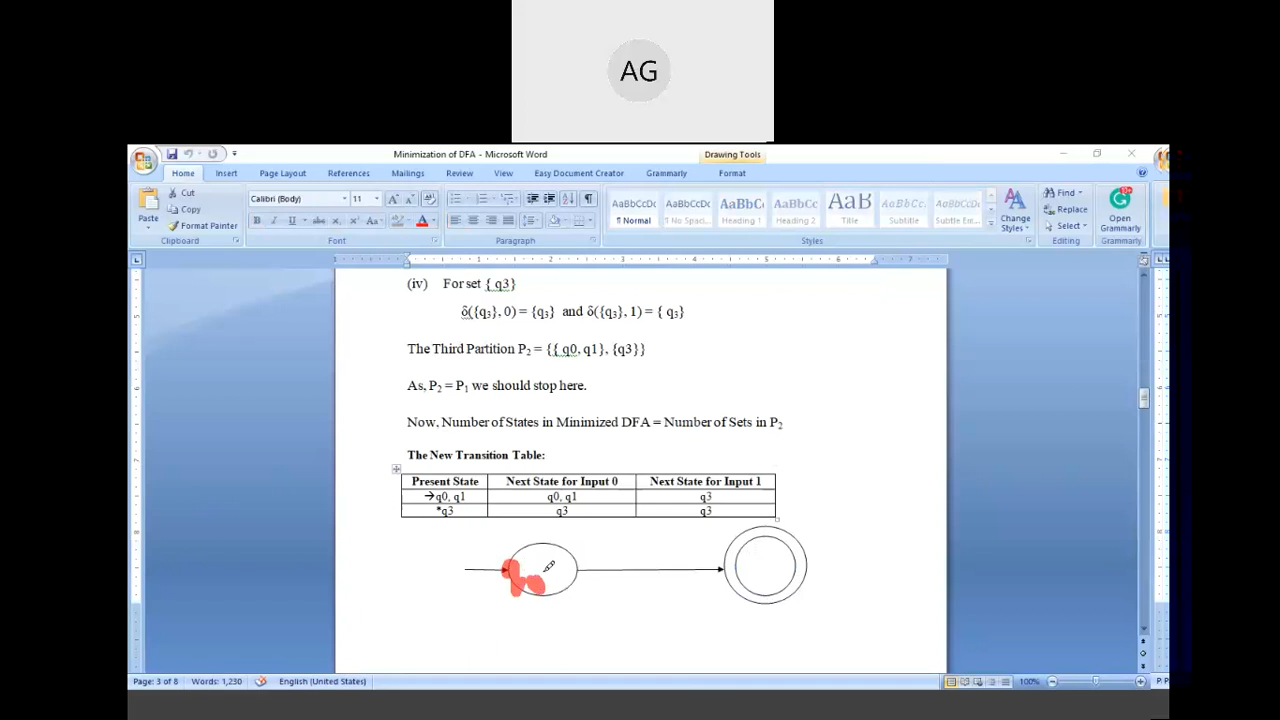 AG
Minimization of DFA - Microsoft Word
Drawing Tools
Home Insert Page Layout References Mailings Review View Easy Document Creator Grammarly Format
Cut
Copy
Format Painter
Paste
Calibri (Body) 11
AaBbCcDc AaBbCcDc AaBbCc AaBbCc AaB AaBbCcL AaBbCcDc
¶ Normal ¶ No Spaci... Heading 1 Heading 2 Title Subtitle Subtle Em...
Change Styles
Find
Replace
Select
Open Grammarly
Clipboard Font Paragraph Styles Editing Grammarly
(iv) For set { q3}
δ({q₃}, 0) = {q₃} and δ({q₃}, 1) = { q₃}
The Third Partition P₂ = {{ q0, q1}, {q3}}
As, P₂ = P₁ we should stop here.
Now, Number of States in Minimized DFA = Number of Sets in P₂
The New Transition Table:
Present State Next State for Input 0 Next State for Input 1
→q0, q1 q0, q1 q3
*q3 q3 q3
Page: 3 of 8 Words: 1,230 English (United States) 100%